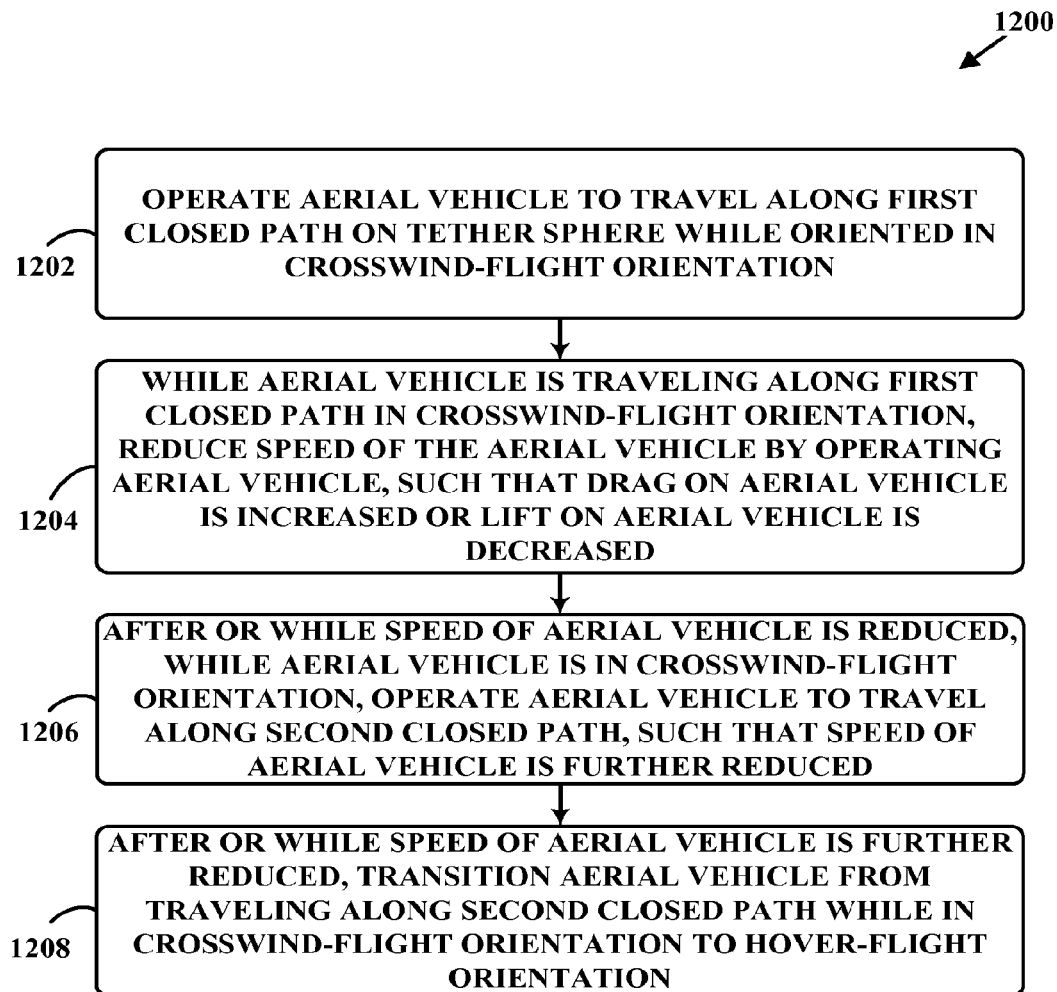 1200
OPERATE AERIAL VEHICLE TO TRAVEL ALONG FIRST
CLOSED PATH ON TETHER SPHERE WHILE ORIENTED IN
CROSSWIND-FLIGHT ORIENTATION
1202
WHILE AERIAL VEHICLE IS TRAVELING ALONG FIRST
CLOSED PATH IN CROSSWIND-FLIGHT ORIENTATION,
REDUCE SPEED OF THE AERIAL VEHICLE BY OPERATING
AERIAL VEHICLE, SUCH THAT DRAG ON AERIAL VEHICLE
IS INCREASED OR LIFT ON AERIAL VEHICLE IS
DECREASED
1204
AFTER OR WHILE SPEED OF AERIAL VEHICLE IS REDUCED,
WHILE AERIAL VEHICLE IS IN CROSSWIND-FLIGHT
ORIENTATION, OPERATE AERIAL VEHICLE TO TRAVEL
ALONG SECOND CLOSED PATH, SUCH THAT SPEED OF
AERIAL VEHICLE IS FURTHER REDUCED
1206
AFTER OR WHILE SPEED OF AERIAL VEHICLE IS FURTHER
REDUCED, TRANSITION AERIAL VEHICLE FROM
TRAVELING ALONG SECOND CLOSED PATH WHILE IN
CROSSWIND-FLIGHT ORIENTATION TO HOVER-FLIGHT
ORIENTATION
1208